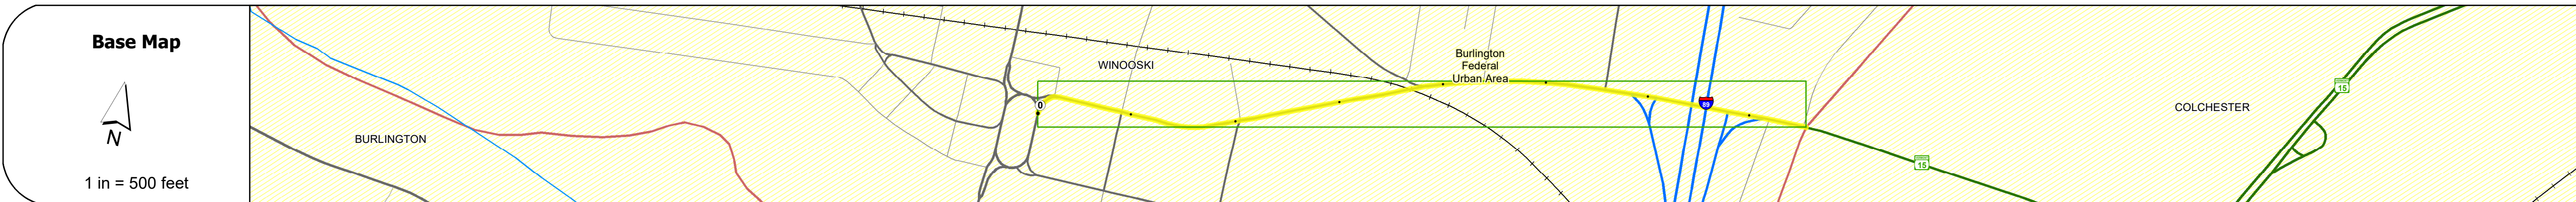 Base Map
N
1 in = 500 feet
BURLINGTON
WINOOSKI
0
Burlington
Federal
Urban Area
89
15
15
COLCHESTER